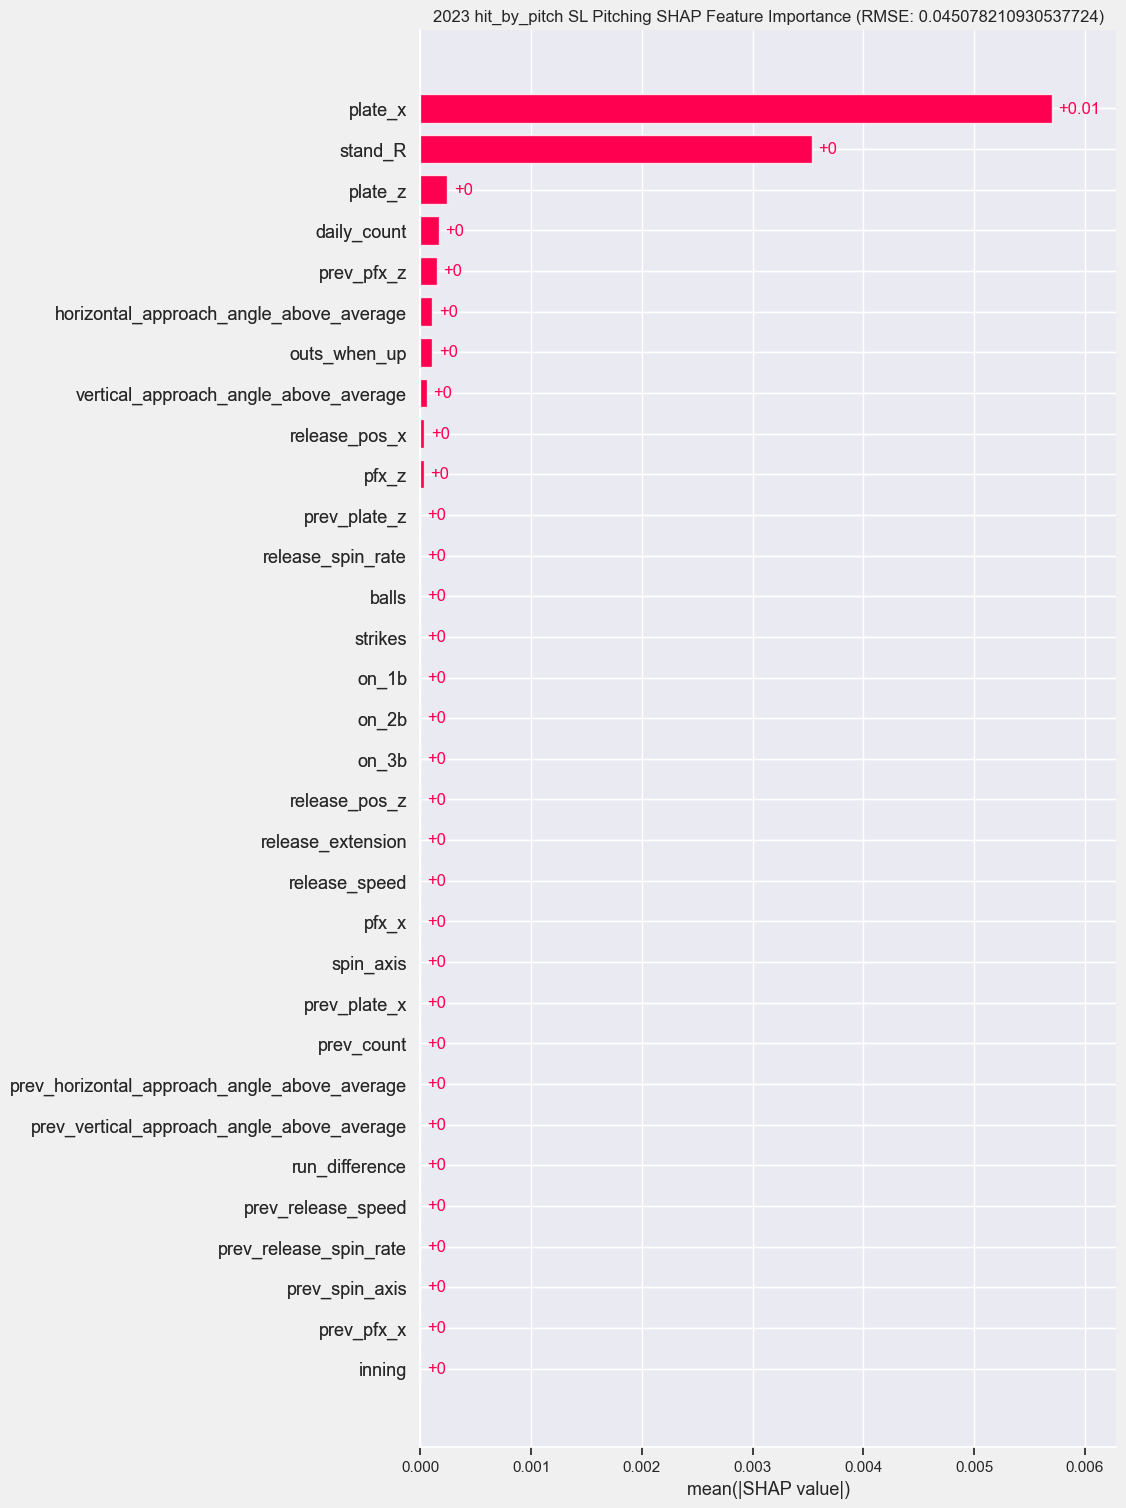 2023 hit_by_pitch SL Pitching SHAP Feature Importance (RMSE: 0.045078210930537724)
plate_x +0.01
stand_R +0
plate_z +0
daily_count +0
prev_pfx_z +0
horizontal_approach_angle_above_average +0
outs_when_up +0
vertical_approach_angle_above_average +0
release_pos_x +0
pfx_z +0
prev_plate_z +0
release_spin_rate +0
balls +0
strikes +0
on_1b +0
on_2b +0
on_3b +0
release_pos_z +0
release_extension +0
release_speed +0
pfx_x +0
spin_axis +0
prev_plate_x +0
prev_count +0
prev_horizontal_approach_angle_above_average +0
prev_vertical_approach_angle_above_average +0
run_difference +0
prev_release_speed +0
prev_release_spin_rate +0
prev_spin_axis +0
prev_pfx_x +0
inning +0
0.000 0.001 0.002 0.003 0.004 0.005 0.006
mean(|SHAP value|)